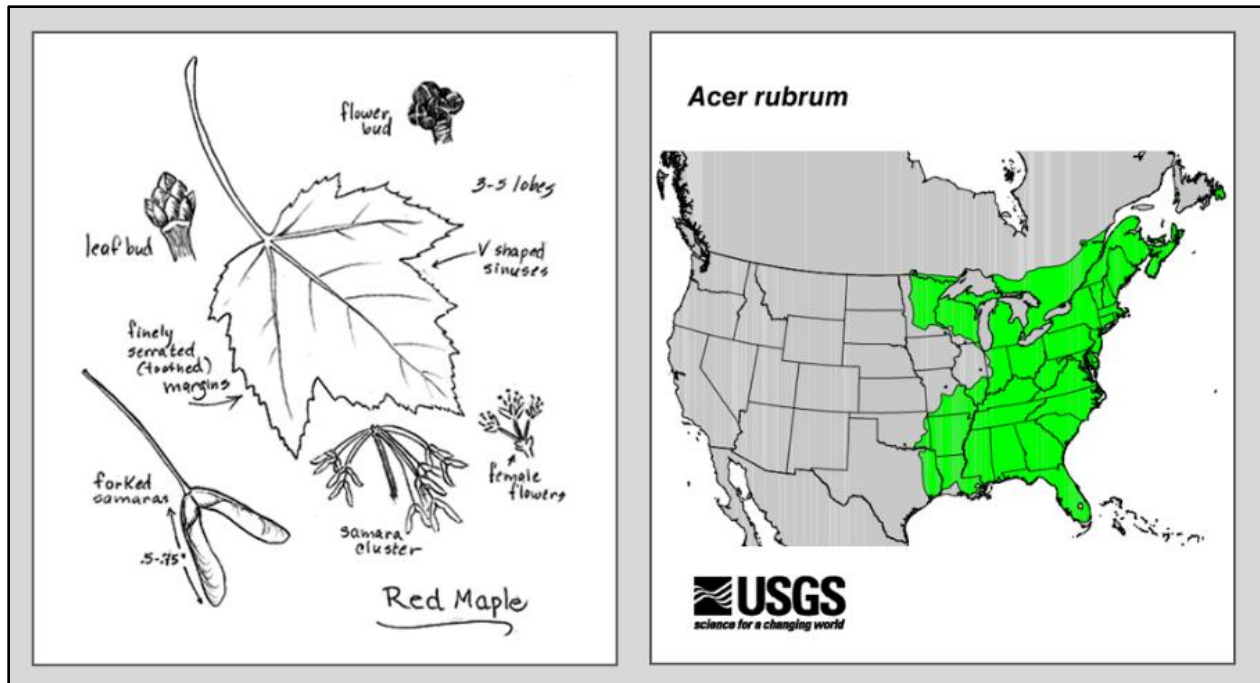 flower
bud
3-5 lobes
leaf bud
V shaped
sinuses
finely
serrated
(toothed)
margins
forked
samaras
.5-.75"
samara
cluster
female
flowers
Red Maple
Acer rubrum
USGS
science for a changing world